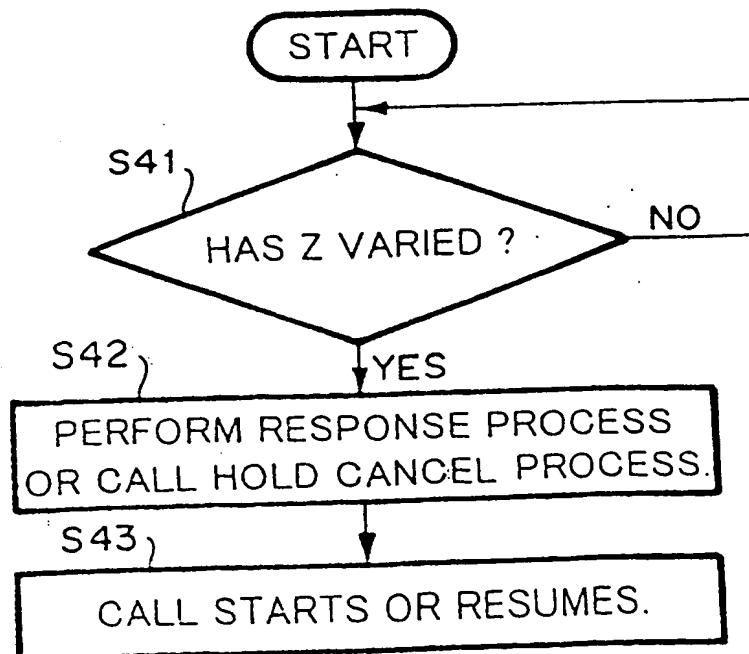 START
S41
HAS Z VARIED ?
NO
S42
YES
PERFORM RESPONSE PROCESS
OR CALL HOLD CANCEL PROCESS.
S43
CALL STARTS OR RESUMES.